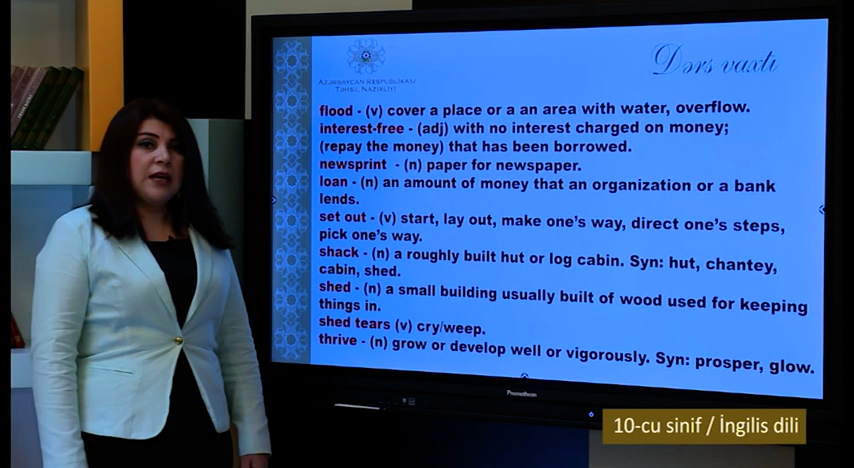 Dərs vaxtı
AZƏRBAYCAN RESPUBLİKASI
TƏHSİL NAZİRLİYİ
flood - (v) cover a place or a an area with water, overflow.
interest-free - (adj) with no interest charged on money;
(repay the money) that has been borrowed.
newsprint - (n) paper for newspaper.
loan - (n) an amount of money that an organization or a bank
lends.
set out - (v) start, lay out, make one's way, direct one's steps,
pick one's way.
shack - (n) a roughly built hut or log cabin. Syn: hut, chantey,
cabin, shed.
shed - (n) a small building usually built of wood used for keeping
things in.
shed tears (v) cry/weep.
thrive - (n) grow or develop well or vigorously. Syn: prosper, glow.
Promethean
10-cu sinif / İngilis dili